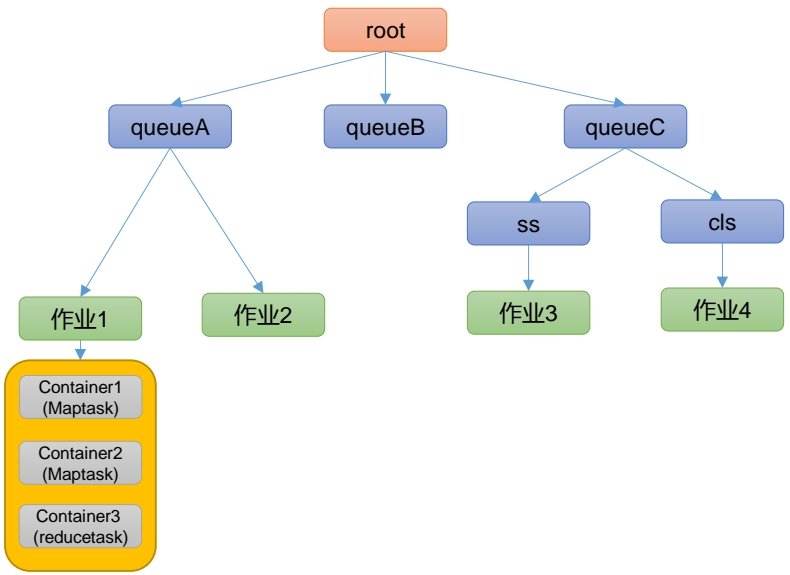 root
queueA
queueB
queueC
ss
cls
作业1
作业2
作业3
作业4
Container1
(Maptask)
Container2
(Maptask)
Container3
(reducetask)